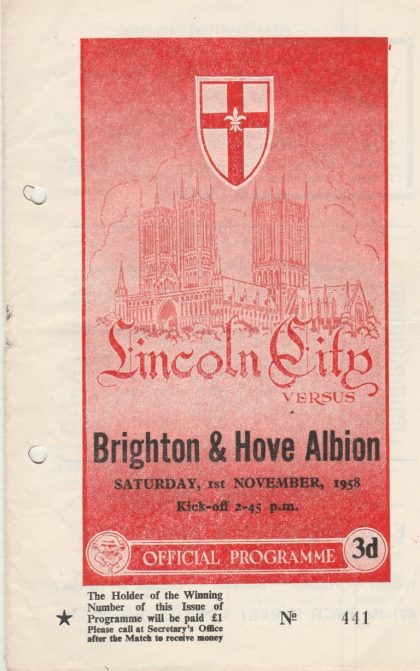 Lincoln City
VERSUS
Brighton & Hove Albion
SATURDAY, 1st NOVEMBER, 1958
Kick-off 2-45 p.m.
OFFICIAL PROGRAMME 3d
The Holder of the Winning
Number of this Issue of
★ Programme will be paid £1 Nº 441
Please call at Secretary's Office
after the Match to receive money